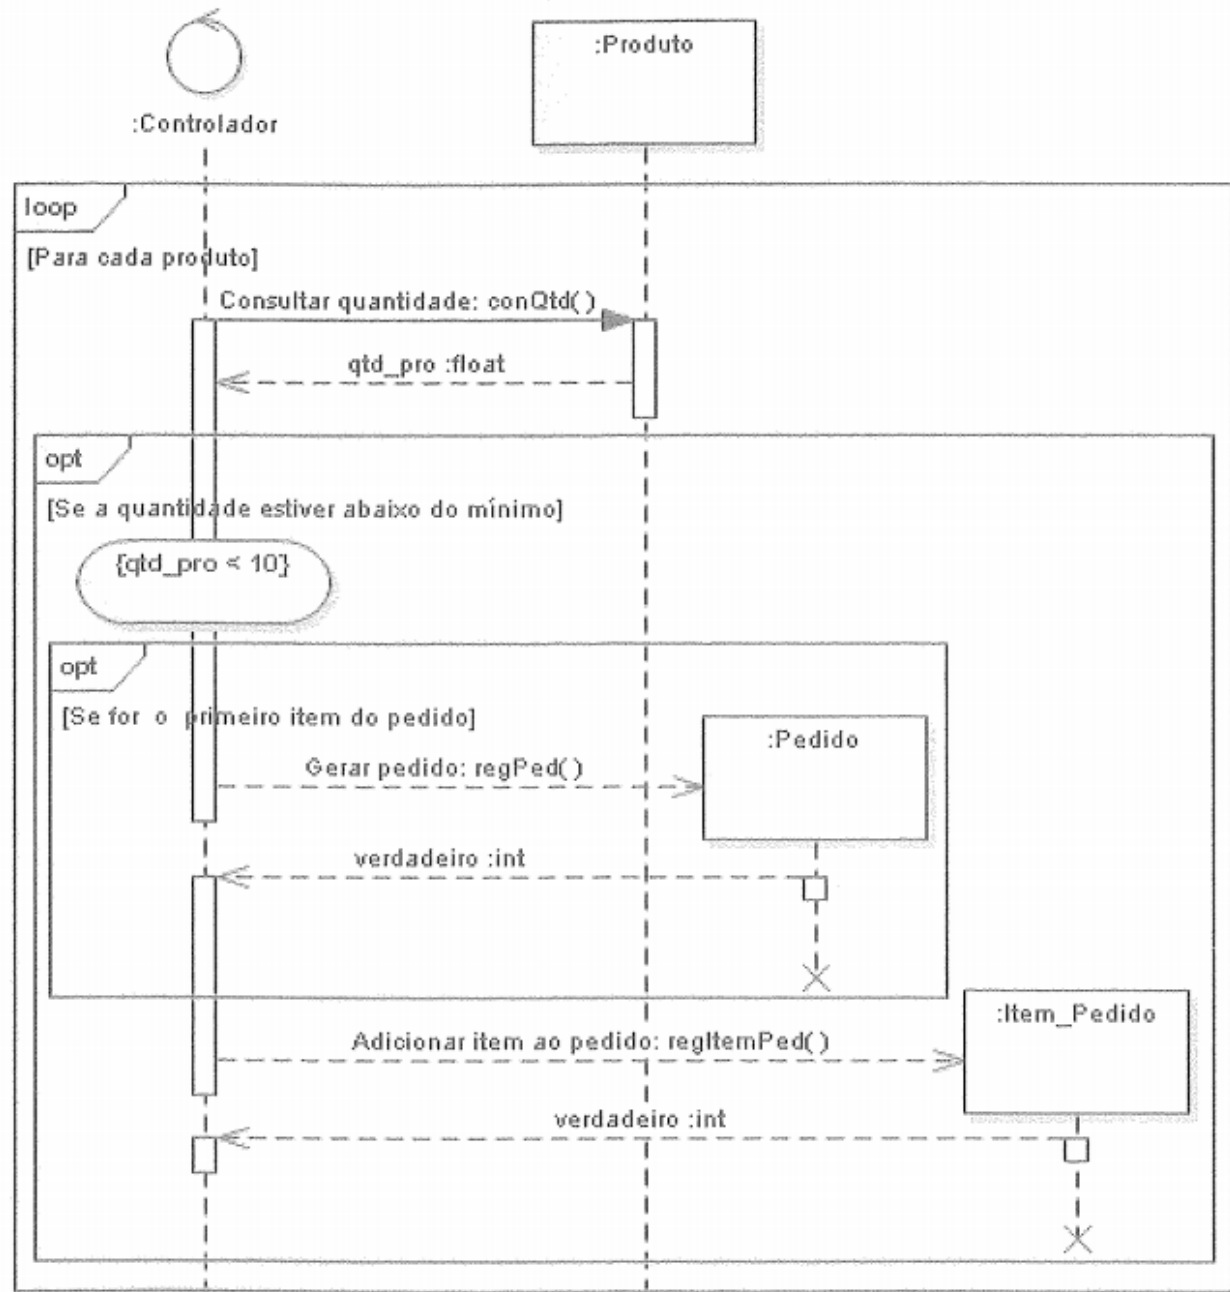 :Produto
:Controlador
loop
[Para cada produto]
Consultar quantidade: conQtd( )
qtd_pro :float
opt
[Se a quantidade estiver abaixo do mínimo]
{qtd_pro < 10}
opt
[Se for o primeiro item do pedido]
:Pedido
Gerar pedido: regPed( )
verdadeiro :int
:Item_Pedido
Adicionar item ao pedido: regItemPed( )
verdadeiro :int